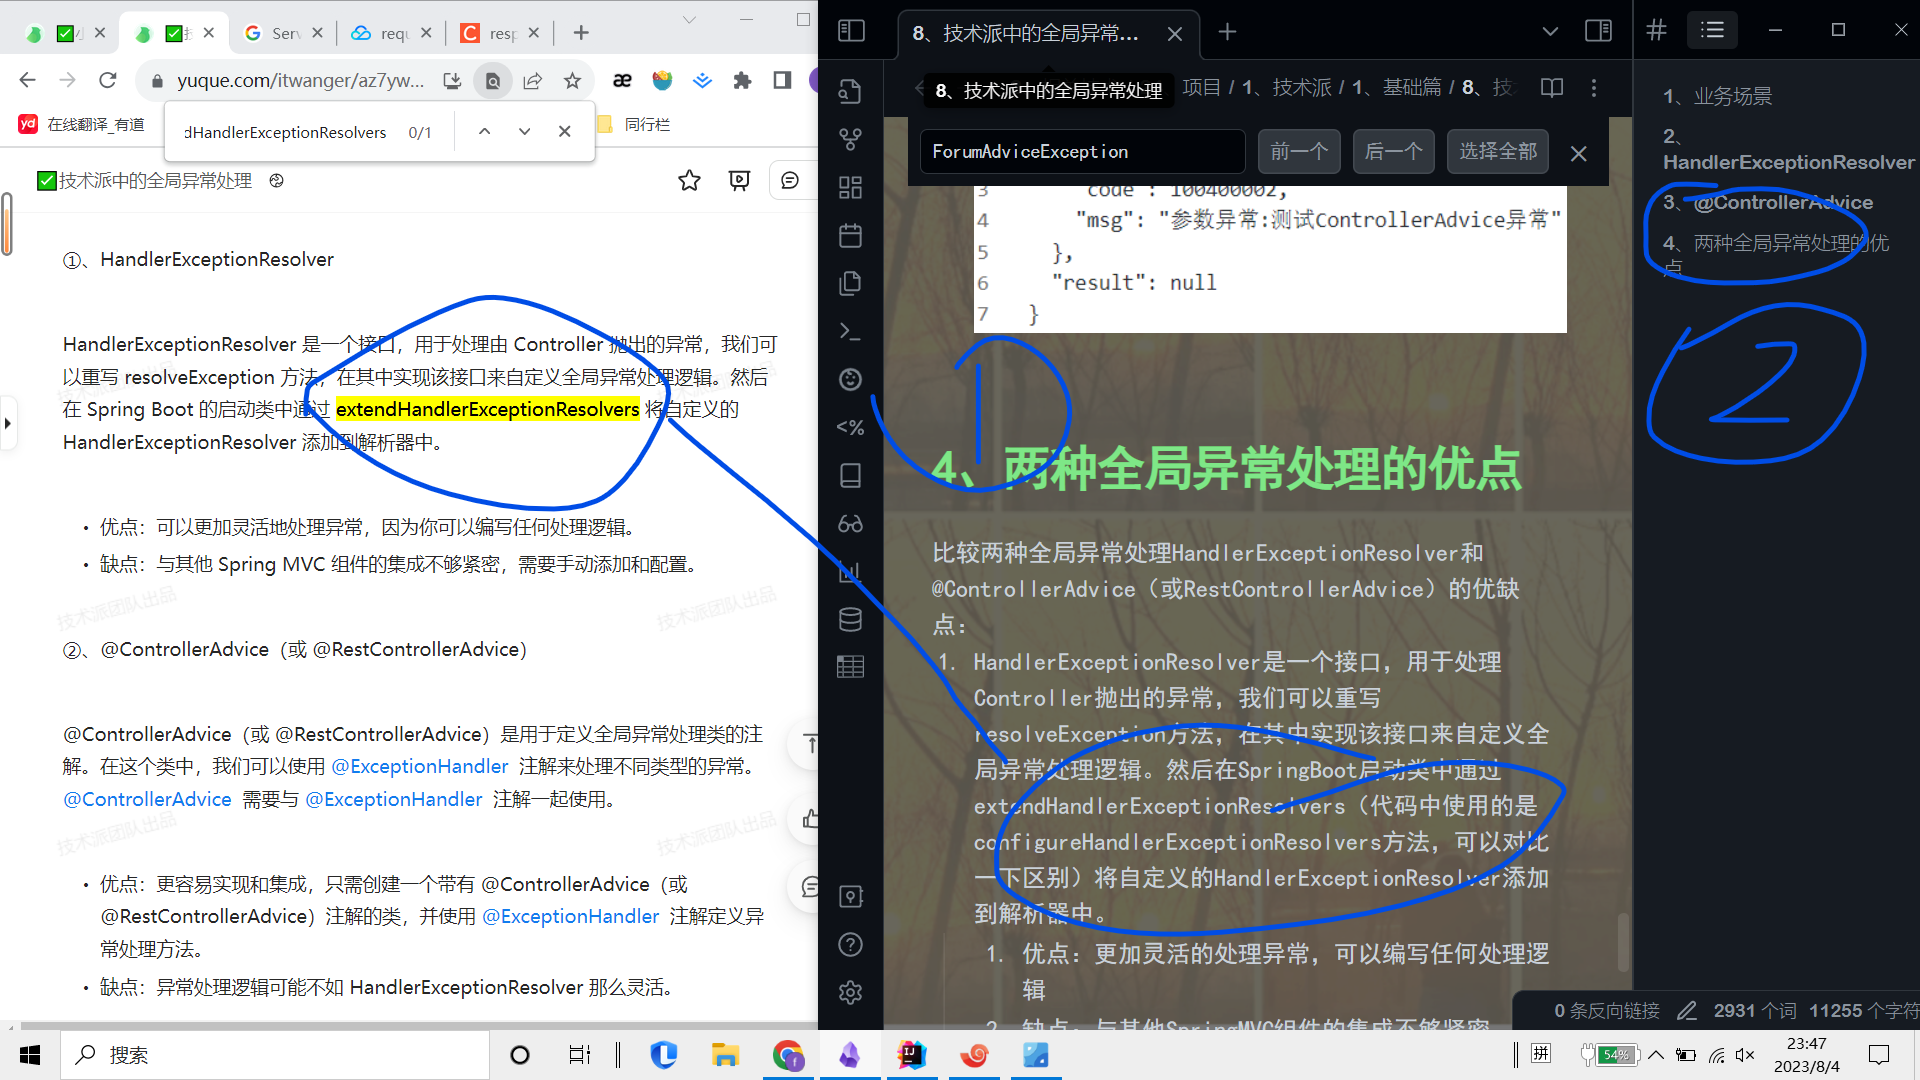 Serv
requ
resp
yuque.com/itwanger/az7yw...
在线翻译_有道
同行栏
dHandlerExceptionResolvers 0/1
技术派中的全局异常处理
①、HandlerExceptionResolver
HandlerExceptionResolver 是一个接口，用于处理由 Controller 抛出的异常，我们可
以重写 resolveException 方法，在其中实现该接口来自定义全局异常处理逻辑。然后
在 Spring Boot 的启动类中通过 extendHandlerExceptionResolvers 将自定义的
HandlerExceptionResolver 添加到解析器中。
• 优点：可以更加灵活地处理异常，因为你可以编写任何处理逻辑。
• 缺点：与其他 Spring MVC 组件的集成不够紧密，需要手动添加和配置。
技术派团队出品 技术派团队出品
②、@ControllerAdvice（或 @RestControllerAdvice）
@ControllerAdvice（或 @RestControllerAdvice）是用于定义全局异常处理类的注
解。在这个类中，我们可以使用 @ExceptionHandler 注解来处理不同类型的异常。
@ControllerAdvice 需要与 @ExceptionHandler 注解一起使用。
技术派团队出品 技术派团队出品
• 优点：更容易实现和集成，只需创建一个带有 @ControllerAdvice（或
@RestControllerAdvice）注解的类，并使用 @ExceptionHandler 注解定义异
常处理方法。
• 缺点：异常处理逻辑可能不如 HandlerExceptionResolver 那么灵活。
8、技术派中的全局异常...
项目 / 1、技术派 / 1、基础篇 / 8、技
8、技术派中的全局异常处理
ForumAdviceException 前一个 后一个 选择全部
3 "code": 100400002,
4 "msg": "参数异常:测试ControllerAdvice异常"
5 },
6 "result": null
7 }
1
4、两种全局异常处理的优点
比较两种全局异常处理HandlerExceptionResolver和
@ControllerAdvice（或RestControllerAdvice）的优缺
点：
1. HandlerExceptionResolver是一个接口，用于处理
Controller抛出的异常，我们可以重写
resolveException方法，在其中实现该接口来自定义全
局异常处理逻辑。然后在SpringBoot启动类中通过
extendHandlerExceptionResolvers（代码中使用的是
configureHandlerExceptionResolvers方法，可以对比
一下区别）将自定义的HandlerExceptionResolver添加
到解析器中。
1. 优点：更加灵活的处理异常，可以编写任何处理逻
辑
2. 缺点：与其他SpringMVC组件的集成不够紧密
1、业务场景
2、
HandlerExceptionResolver
3、@ControllerAdvice
4、两种全局异常处理的优
点
2
0 条反向链接 2931 个词 11255 个字符
搜索
拼
54%
23:47
2023/8/4